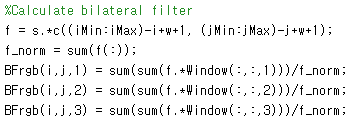 %Calculate bilateral filter
f = s.*c((iMin:iMax)-i+w+1, (jMin:jMax)-j+w+1);
f_norm = sum(f(:));
BFrgb(i,j,1) = sum(sum(f.*Window(:,:,1)))/f_norm;
BFrgb(i,j,2) = sum(sum(f.*Window(:,:,2)))/f_norm;
BFrgb(i,j,3) = sum(sum(f.*Window(:,:,3)))/f_norm;